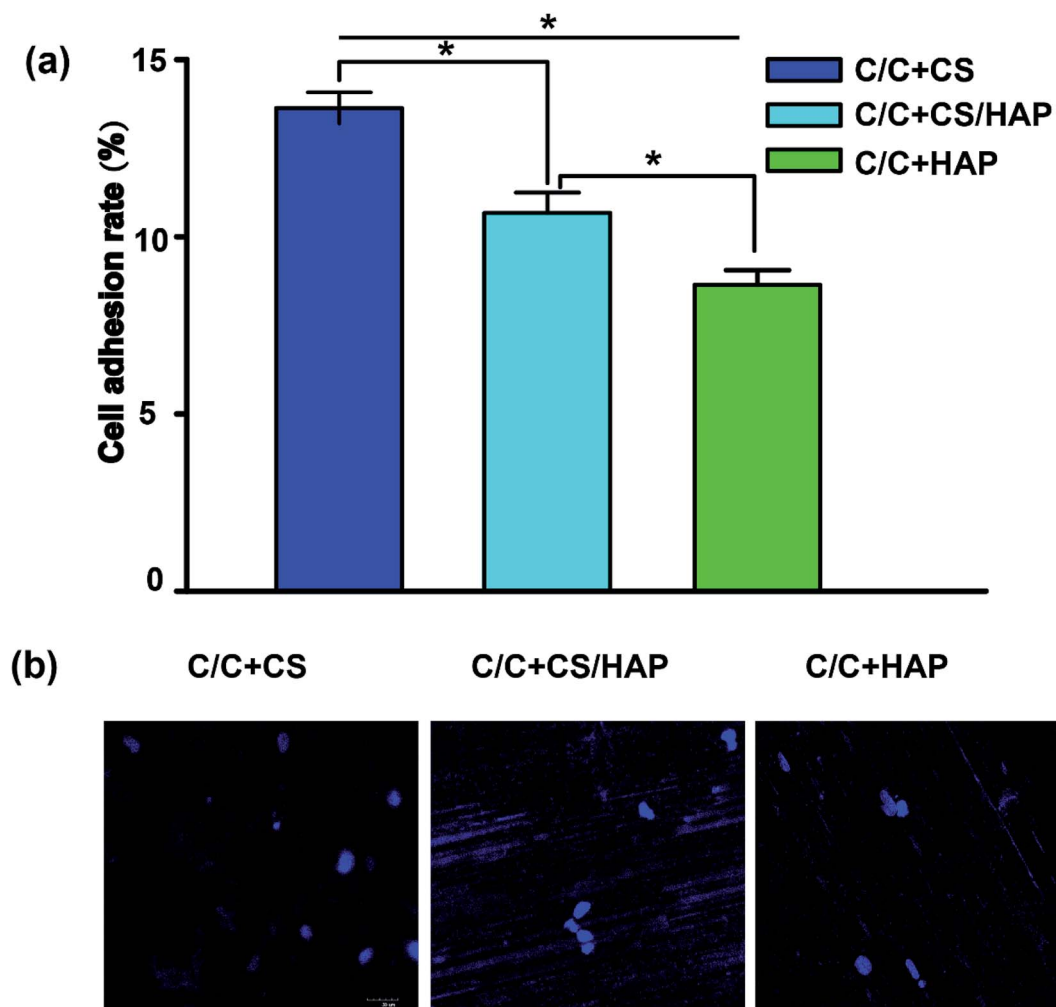 (a)
*
*
*
C/C+CS
C/C+CS/HAP
C/C+HAP
Cell adhesion rate (%)
15
10
5
0
(b)
C/C+CS
C/C+CS/HAP
C/C+HAP